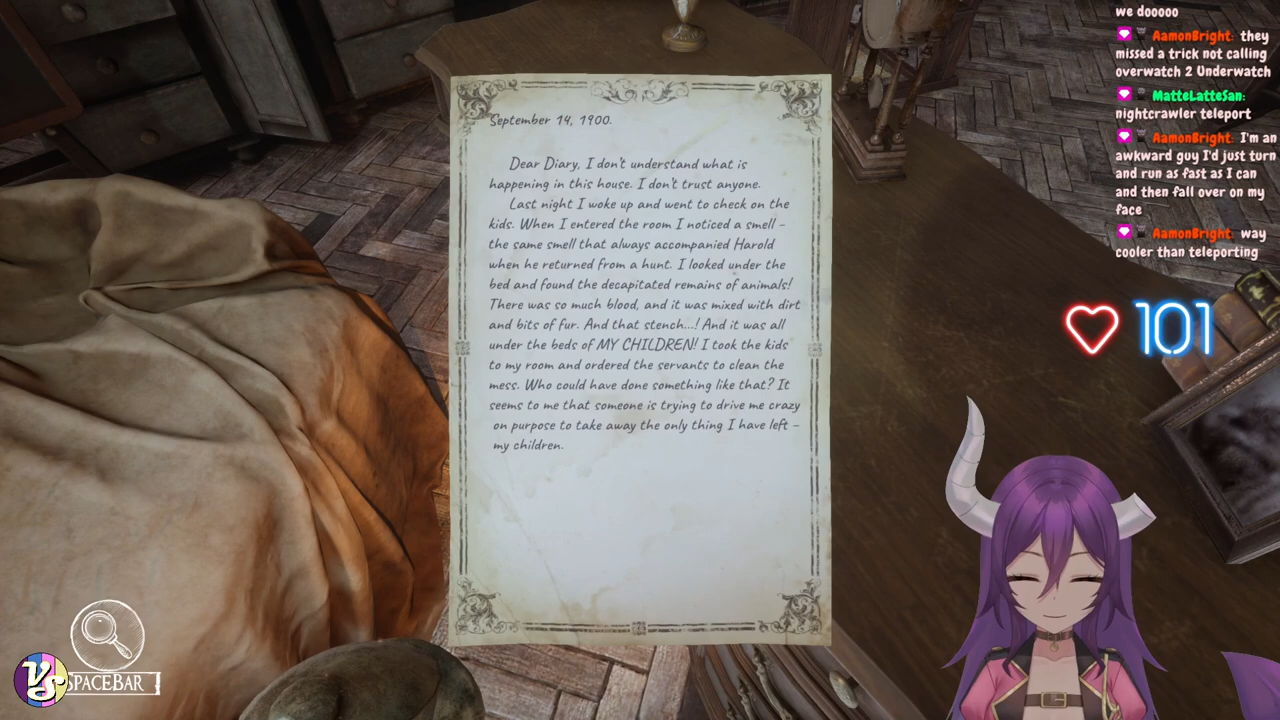 September 14, 1900.
Dear Diary, I don't understand what is
happening in this house. I don't trust anyone.
Last night I woke up and went to check on the
kids. When I entered the room I noticed a smell -
the same smell that always accompanied Harold
when he returned from a hunt. I looked under the
bed and found the decapitated remains of animals!
There was so much blood, and it was mixed with dirt
and bits of fur. And that stench...! And it was all
under the beds of MY CHILDREN! I took the kids
to my room and ordered the servants to clean the
mess. Who could have done something like that? It
seems to me that someone is trying to drive me crazy
on purpose to take away the only thing I have left -
my children.
we dooooo
AamonBright: they
missed a trick not calling
overwatch 2 Underwatch
MatteLatteSan:
nightcrawler teleport
AamonBright: I'm an
awkward guy I'd just turn
and run as fast as I can
and then fall over on my
face
AamonBright: way
cooler than teleporting
101
VS
SPACEBAR